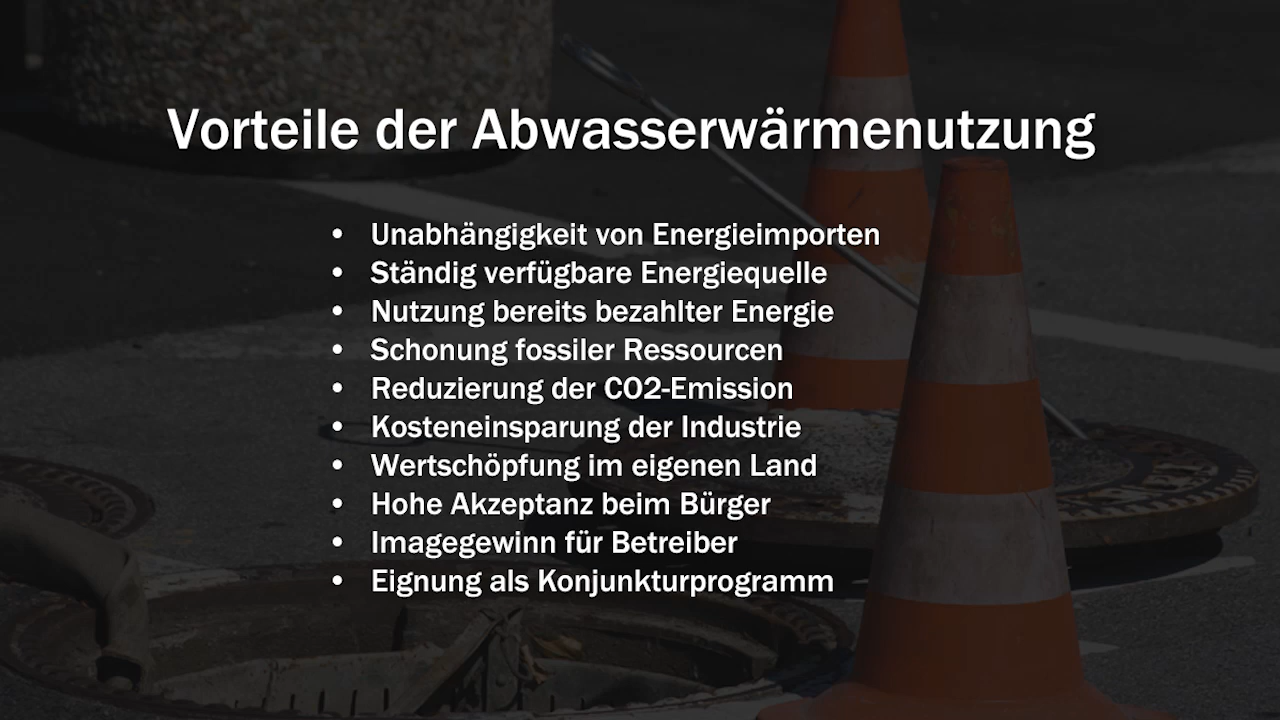 Vorteile der Abwasserwärmenutzung
• Unabhängigkeit von Energieimporten
• Ständig verfügbare Energiequelle
• Nutzung bereits bezahlter Energie
• Schonung fossiler Ressourcen
• Reduzierung der CO2-Emission
• Kosteneinsparung der Industrie
• Wertschöpfung im eigenen Land
• Hohe Akzeptanz beim Bürger
• Imagegewinn für Betreiber
• Eignung als Konjunkturprogramm